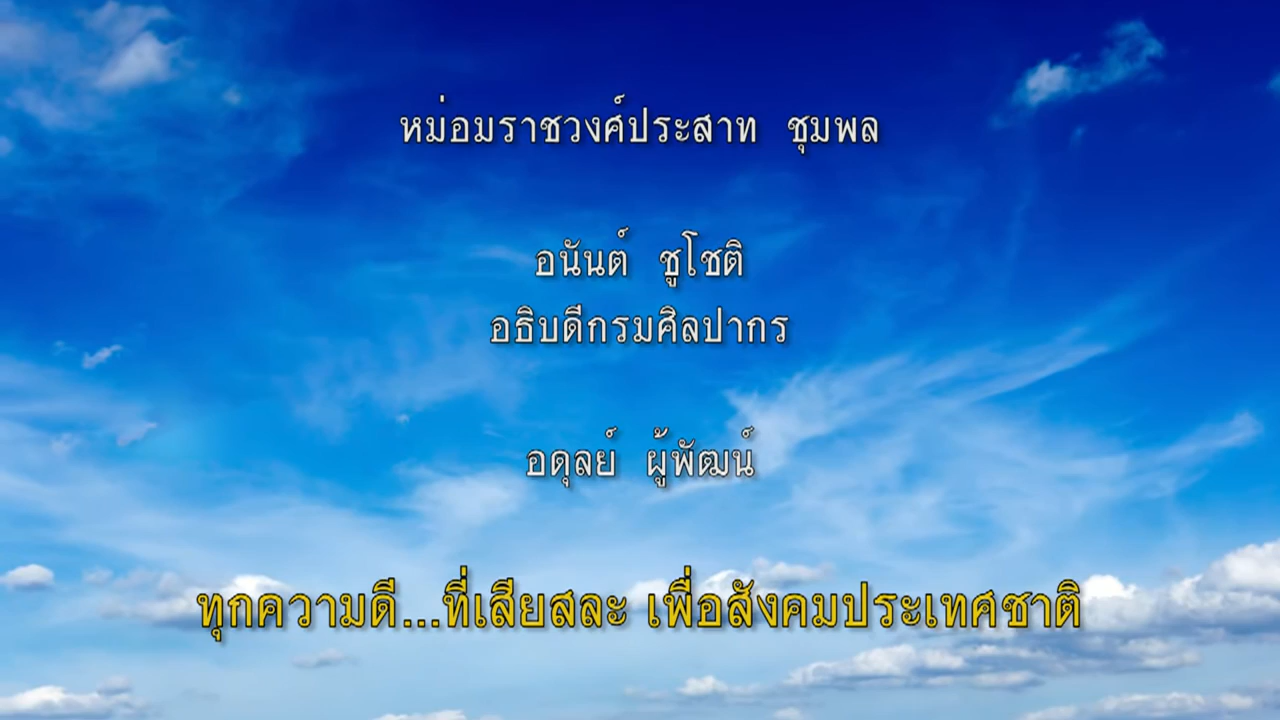 หม่อมราชวงศ์ประสาท ชุมพล
อนันต์ ชูโชติ
อธิบดีกรมศิลปากร
อดุลย์ ผู้พัฒน์
ทุกความดี...ที่เสียสละ เพื่อสังคมประเทศชาติ